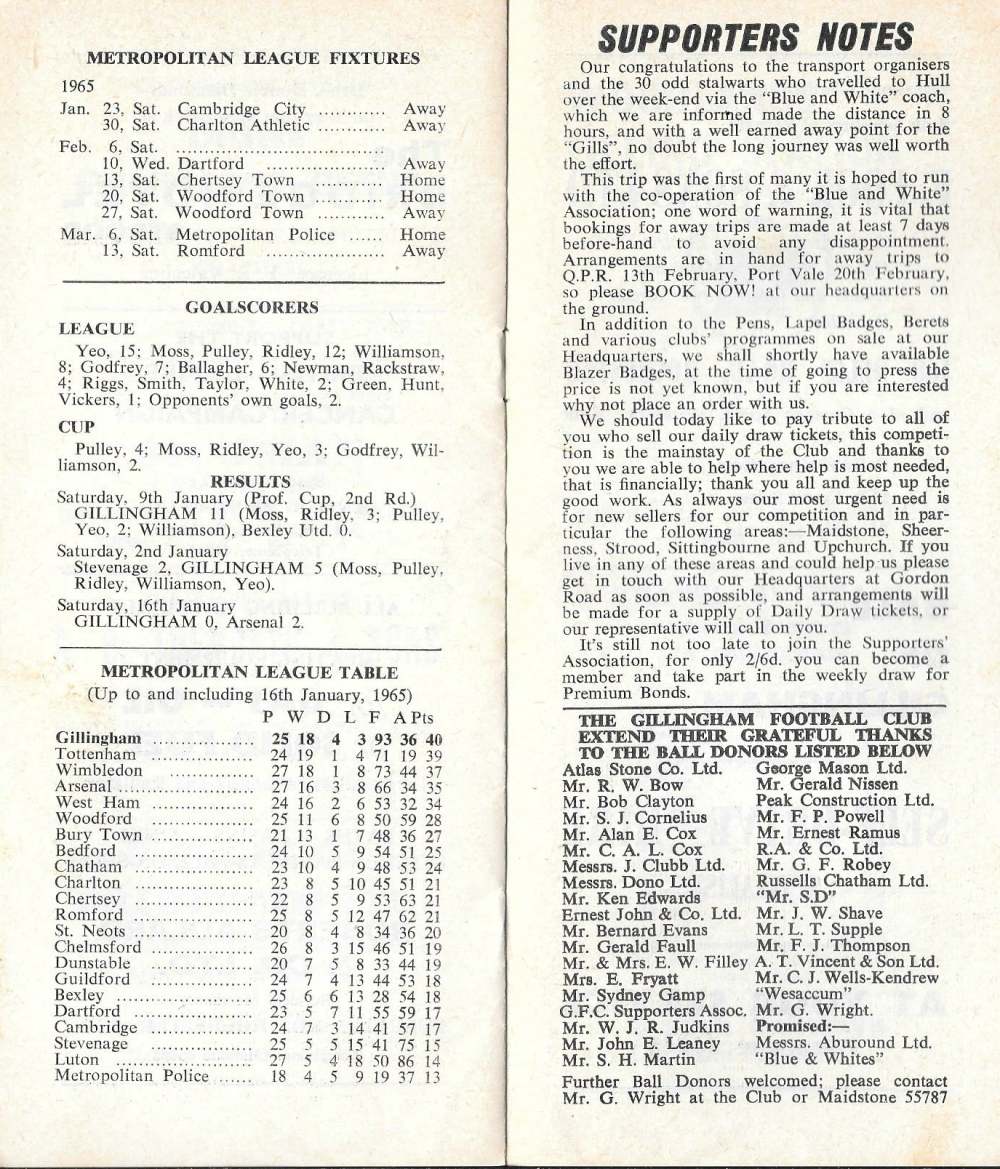 METROPOLITAN LEAGUE FIXTURES
1965
Jan. 23, Sat. Cambridge City ............ Away
30, Sat. Charlton Athletic ............ Away
Feb. 6, Sat. ....................................
10, Wed. Dartford ..................... Away
13, Sat. Chertsey Town ............ Home
20, Sat. Woodford Town ............ Home
27, Sat. Woodford Town ............ Away
Mar. 6, Sat. Metropolitan Police ...... Home
13, Sat. Romford ..................... Away
GOALSCORERS
LEAGUE
Yeo, 15; Moss, Pulley, Ridley, 12; Williamson,
8; Godfrey, 7; Ballagher, 6; Newman, Rackstraw,
4; Riggs, Smith, Taylor, White, 2; Green, Hunt,
Vickers, 1; Opponents' own goals, 2.
CUP
Pulley, 4; Moss, Ridley, Yeo, 3; Godfrey, Wil-
liamson, 2.
RESULTS
Saturday, 9th January (Prof. Cup, 2nd Rd.)
GILLINGHAM 11 (Moss, Ridley, 3; Pulley,
Yeo, 2; Williamson), Bexley Utd. 0.
Saturday, 2nd January
Stevenage 2, GILLINGHAM 5 (Moss, Pulley,
Ridley, Williamson, Yeo).
Saturday, 16th January
GILLINGHAM 0, Arsenal 2.
METROPOLITAN LEAGUE TABLE
(Up to and including 16th January, 1965)
P W D L F A Pts
Gillingham .................. 25 18 4 3 93 36 40
Tottenham .................. 24 19 1 4 71 19 39
Wimbledon ............... 27 18 1 8 73 44 37
Arsenal ........................ 27 16 3 8 66 34 35
West Ham .................. 24 16 2 6 53 32 34
Woodford .................. 25 11 6 8 50 59 28
Bury Town .................. 21 13 1 7 48 36 27
Bedford ..................... 24 10 5 9 54 51 25
Chatham ..................... 23 10 4 9 48 53 24
Charlton ..................... 23 8 5 10 45 51 21
Chertsey ..................... 22 8 5 9 53 63 21
Romford ..................... 25 8 5 12 47 62 21
St. Neots ..................... 20 8 4 8 34 36 20
Chelmsford .................. 26 8 3 15 46 51 19
Dunstable .................. 20 7 5 8 33 44 19
Guildford .................. 24 7 4 13 44 53 18
Bexley ........................ 25 6 6 13 28 54 18
Dartford ..................... 23 5 7 11 55 59 17
Cambridge .................. 24 7 3 14 41 57 17
Stevenage .................. 25 5 5 15 41 75 15
Luton ........................ 27 5 4 18 50 86 14
Metropolitan Police ...... 18 4 5 9 19 37 13
SUPPORTERS NOTES
Our congratulations to the transport organisers
and the 30 odd stalwarts who travelled to Hull
over the week-end via the "Blue and White" coach,
which we are informed made the distance in 8
hours, and with a well earned away point for the
"Gills", no doubt the long journey was well worth
the effort.
This trip was the first of many it is hoped to run
with the co-operation of the "Blue and White"
Association; one word of warning, it is vital that
bookings for away trips are made at least 7 days
before-hand to avoid any disappointment.
Arrangements are in hand for away trips to
Q.P.R. 13th February, Port Vale 20th February,
so please BOOK NOW! at our headquarters on
the ground.
In addition to the Pens, Lapel Badges, Berets
and various clubs' programmes on sale at our
Headquarters, we shall shortly have available
Blazer Badges, at the time of going to press the
price is not yet known, but if you are interested
why not place an order with us.
We should today like to pay tribute to all of
you who sell our daily draw tickets, this competi-
tion is the mainstay of the Club and thanks to
you we are able to help where help is most needed,
that is financially; thank you all and keep up the
good work. As always our most urgent need is
for new sellers for our competition and in par-
ticular the following areas:—Maidstone, Sheer-
ness, Strood, Sittingbourne and Upchurch. If you
live in any of these areas and could help us please
get in touch with our Headquarters at Gordon
Road as soon as possible, and arrangements will
be made for a supply of Daily Draw tickets, or
our representative will call on you.
It's still not too late to join the Supporters'
Association, for only 2/6d. you can become a
member and take part in the weekly draw for
Premium Bonds.
THE GILLINGHAM FOOTBALL CLUB
EXTEND THEIR GRATEFUL THANKS
TO THE BALL DONORS LISTED BELOW
Atlas Stone Co. Ltd. George Mason Ltd.
Mr. R. W. Bow Mr. Gerald Nissen
Mr. Bob Clayton Peak Construction Ltd.
Mr. S. J. Cornelius Mr. F. P. Powell
Mr. Alan E. Cox Mr. Ernest Ramus
Mr. C. A. L. Cox R.A. & Co. Ltd.
Messrs. J. Clubb Ltd. Mr. G. F. Robey
Messrs. Dono Ltd. Russells Chatham Ltd.
Mr. Ken Edwards "Mr. S.D"
Ernest John & Co. Ltd. Mr. J. W. Shave
Mr. Bernard Evans Mr. L. T. Supple
Mr. Gerald Faull Mr. F. J. Thompson
Mr. & Mrs. E. W. Filley A. T. Vincent & Son Ltd.
Mrs. E. Fryatt Mr. C. J. Wells-Kendrew
Mr. Sydney Gamp "Wesaccum"
G.F.C. Supporters Assoc. Mr. G. Wright.
Mr. W. J. R. Judkins Promised:—
Mr. John E. Leaney Messrs. Aburound Ltd.
Mr. S. H. Martin "Blue & Whites"
Further Ball Donors welcomed; please contact
Mr. G. Wright at the Club or Maidstone 55787